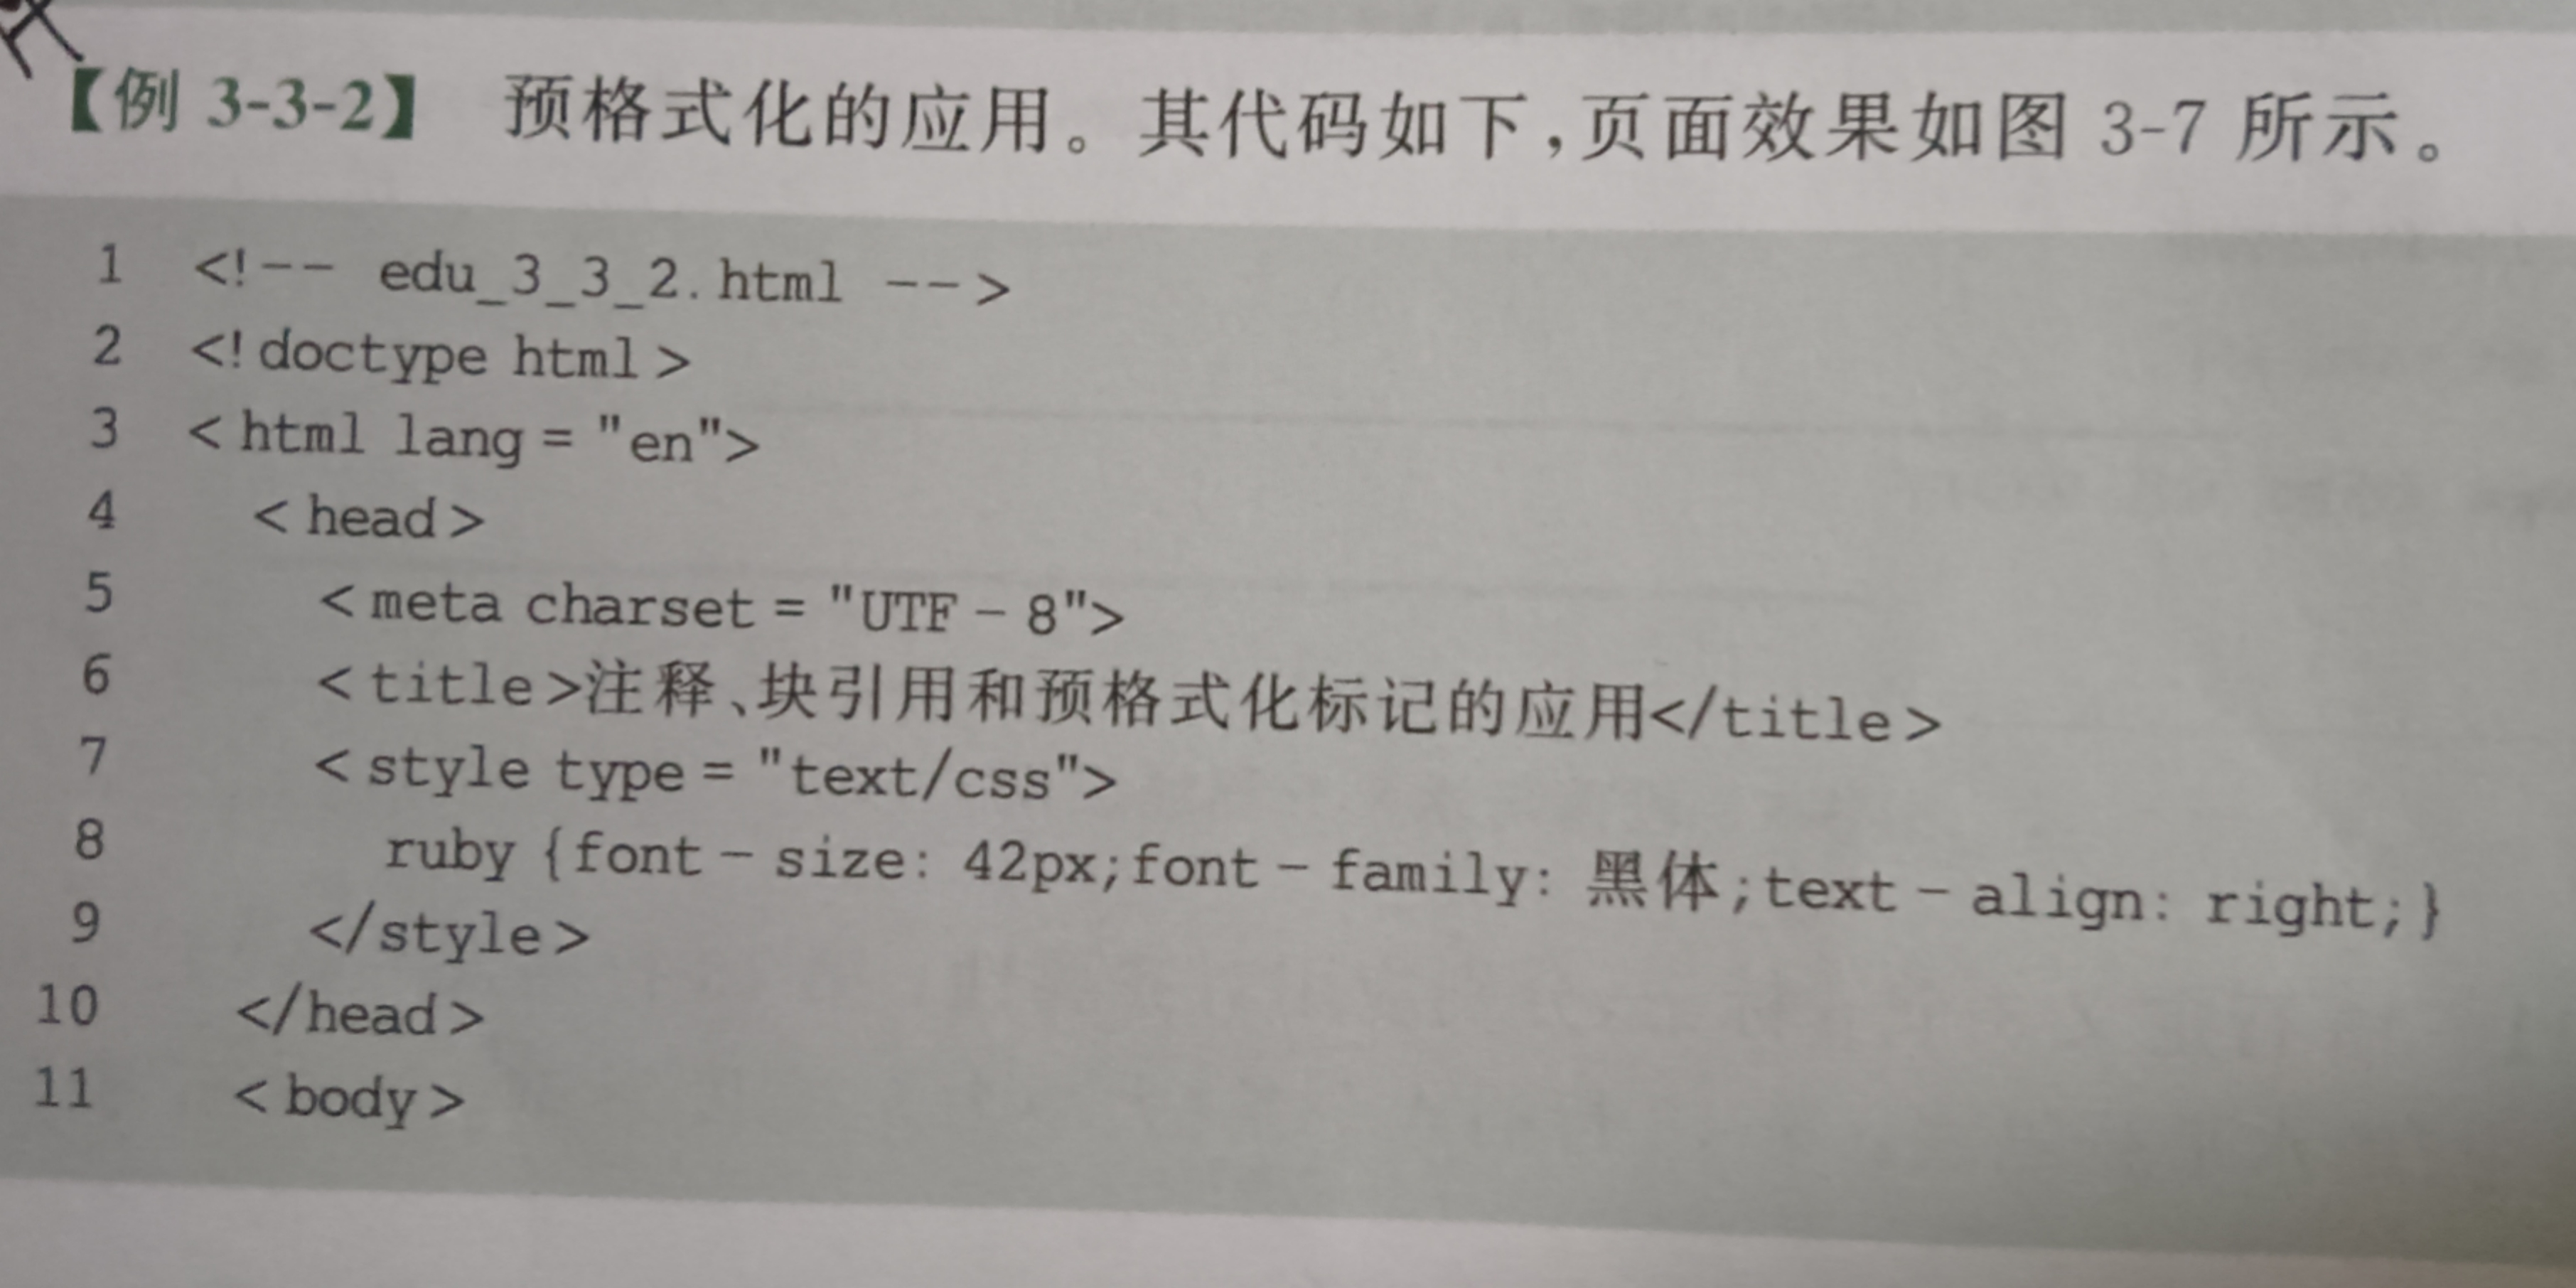 【例 3-3-2】 预格式化的应用。其代码如下,页面效果如图 3-7 所示。
1 <!-- edu_3_3_2.html -->
2 <!doctype html>
3 <html lang = "en">
4 <head>
5 <meta charset = "UTF-8">
6 <title>注释、块引用和预格式化标记的应用</title>
7 <style type = "text/css">
8 ruby {font-size: 42px;font-family: 黑体;text-align: right;}
9 </style>
10 </head>
11 <body>